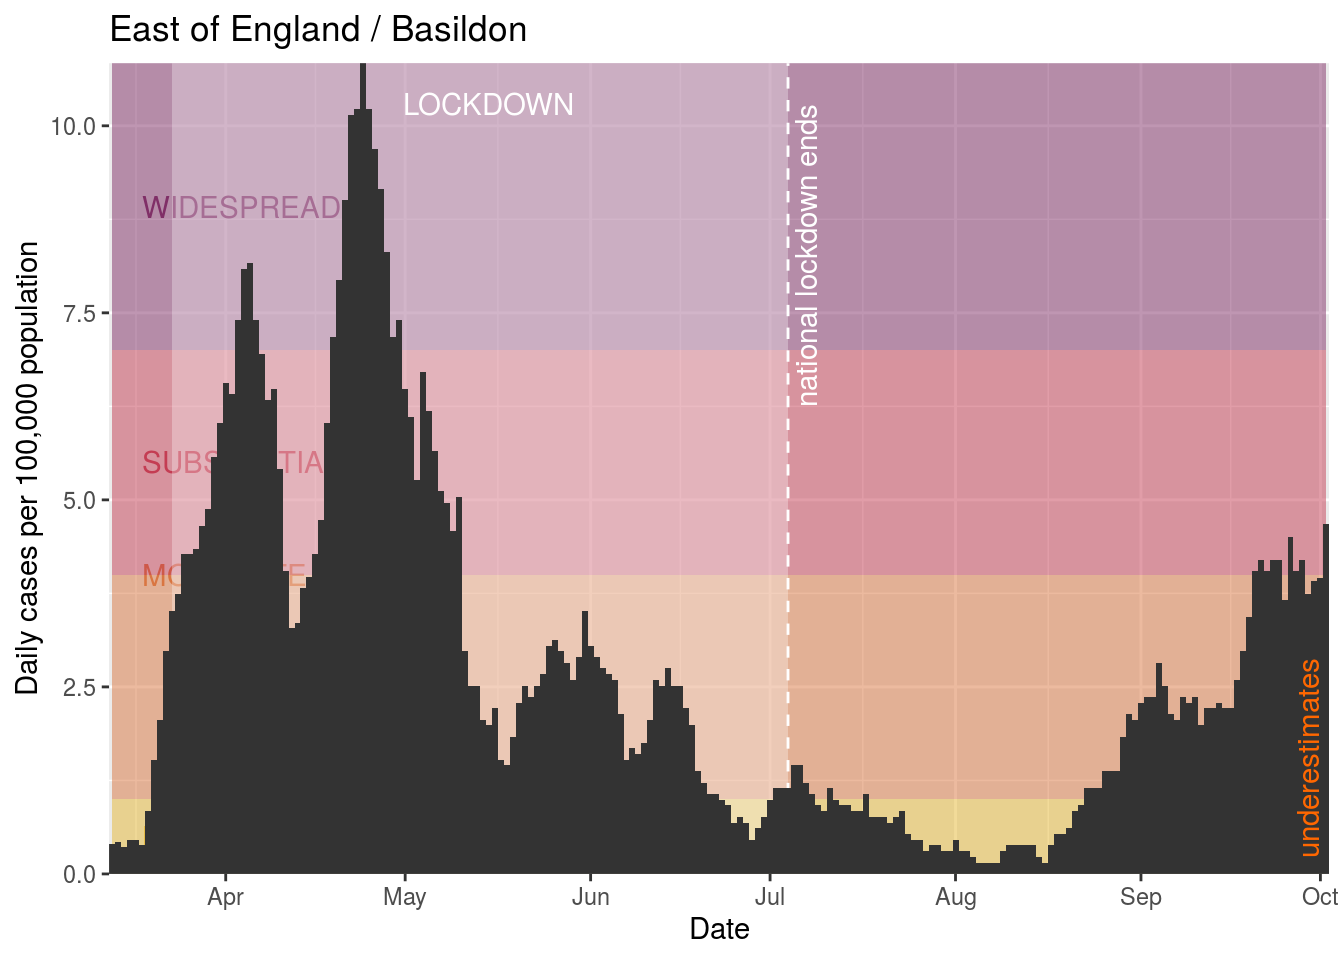 East of England / Basildon
LOCKDOWN
10.0
WIDESPREAD
national lockdown ends
7.5
5.0
2.5
0.0
underestimates
Daily cases per 100,000 population
Apr
May
Jun
Jul
Aug
Sep
Oct
Date